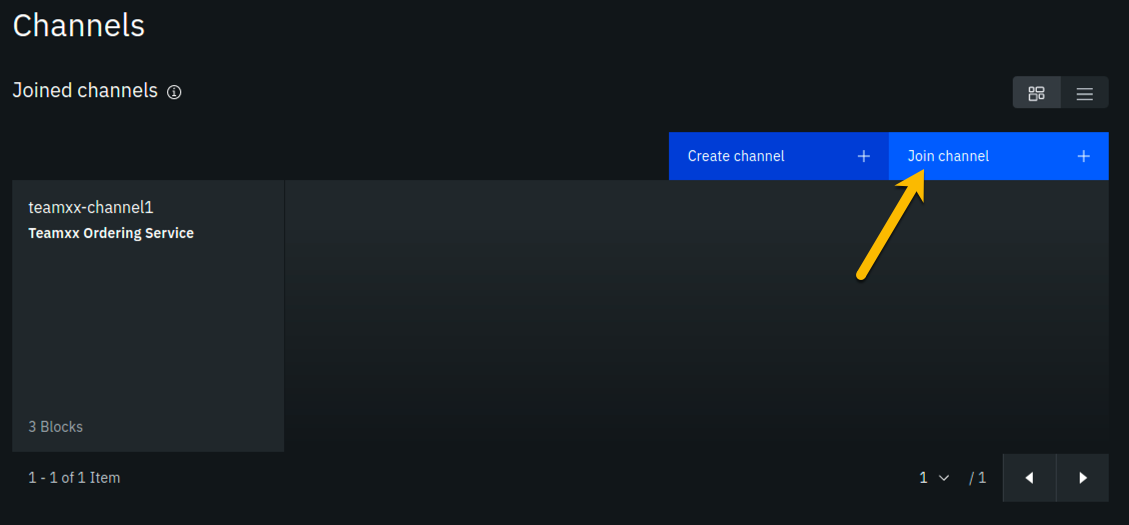 Channels
Joined channels
Create channel
Join channel
teamxx-channel1
Teamxx Ordering Service
3 Blocks
1 - 1 of 1 Item
1 / 1